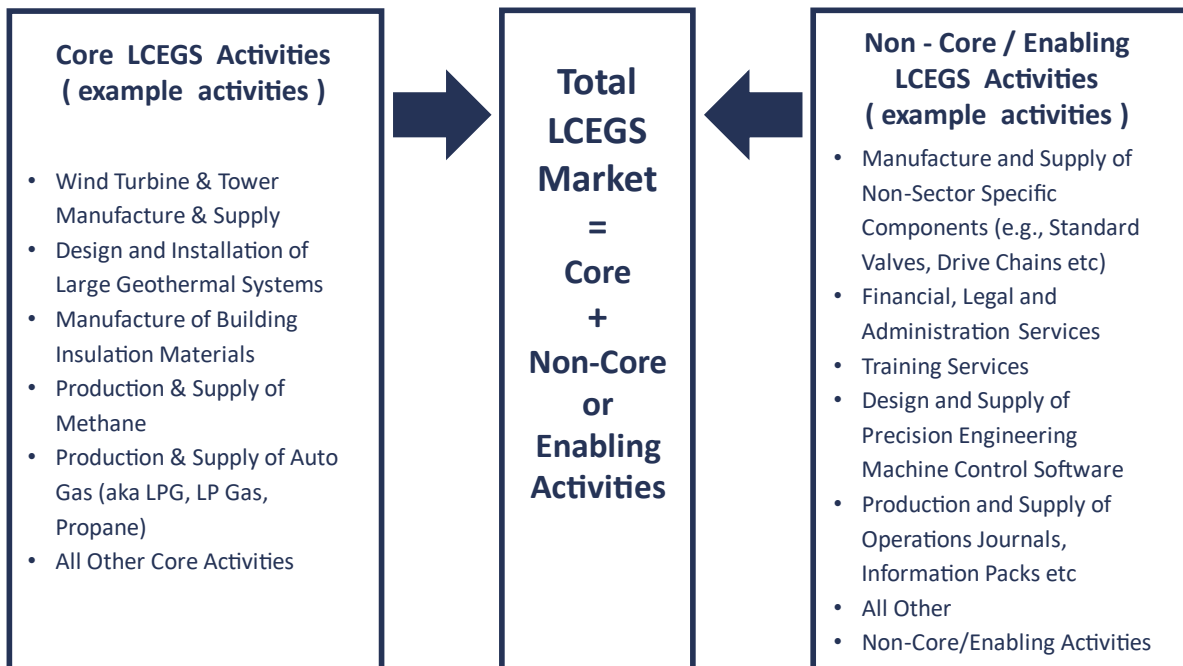 Core LCEGS Activities
( example activities )
• Wind Turbine & Tower
Manufacture & Supply
• Design and Installation of
Large Geothermal Systems
• Manufacture of Building
Insulation Materials
• Production & Supply of
Methane
• Production & Supply of Auto
Gas (aka LPG, LP Gas,
Propane)
• All Other Core Activities
Total
LCEGS
Market
=
Core
+
Non-Core
or
Enabling
Activities
Non - Core / Enabling
LCEGS Activities
( example activities )
• Manufacture and Supply of
Non-Sector Specific
Components (e.g., Standard
Valves, Drive Chains etc)
• Financial, Legal and
Administration Services
• Training Services
• Design and Supply of
Precision Engineering
Machine Control Software
• Production and Supply of
Operations Journals,
Information Packs etc
• All Other
• Non-Core/Enabling Activities